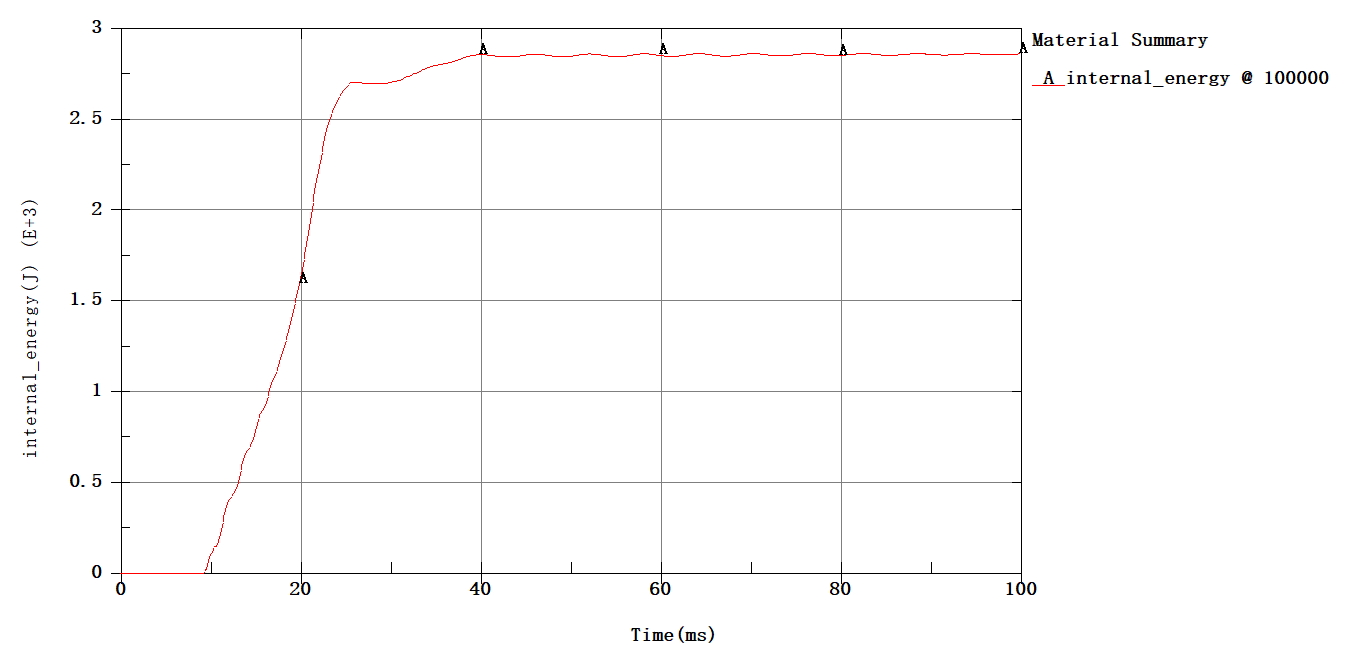 3
2.5
2
1.5
1
0.5
0
0 20 40 60 80 100
internal_energy(J) (E+3)
Time(ms)
A A A A A
Material Summary
_A_internal_energy @ 100000